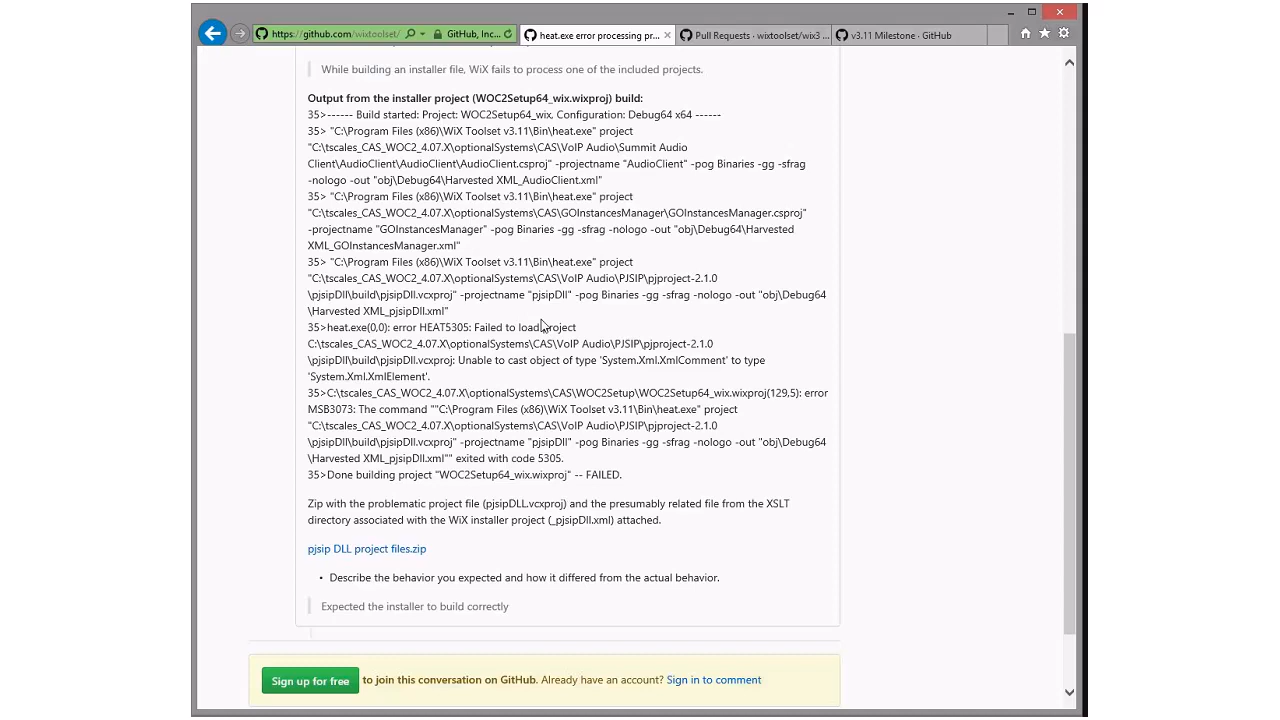 https://github.com/wixtoolset/
GitHub, Inc...
heat.exe error processing pr...
Pull Requests · wixtoolset/wix3 ...
v3.11 Milestone · GitHub
While building an installer file, WiX fails to process one of the included projects.
Output from the installer project (WOC2Setup64_wix.wixproj) build:
35>------ Build started: Project: WOC2Setup64_wix, Configuration: Debug64 x64 ------
35> "C:\Program Files (x86)\WiX Toolset v3.11\Bin\heat.exe" project
"C:\tscales_CAS_WOC2_4.07.X\optionalSystems\CAS\VoIP Audio\Summit Audio
Client\AudioClient\AudioClient\AudioClient.csproj" -projectname "AudioClient" -pog Binaries -gg -sfrag
-nologo -out "obj\Debug64\Harvested XML_AudioClient.xml"
35> "C:\Program Files (x86)\WiX Toolset v3.11\Bin\heat.exe" project
"C:\tscales_CAS_WOC2_4.07.X\optionalSystems\CAS\GOInstancesManager\GOInstancesManager.csproj"
-projectname "GOInstancesManager" -pog Binaries -gg -sfrag -nologo -out "obj\Debug64\Harvested
XML_GOInstancesManager.xml"
35> "C:\Program Files (x86)\WiX Toolset v3.11\Bin\heat.exe" project
"C:\tscales_CAS_WOC2_4.07.X\optionalSystems\CAS\VoIP Audio\PJSIP\pjproject-2.1.0
\pjsipDll\build\pjsipDll.vcxproj" -projectname "pjsipDll" -pog Binaries -gg -sfrag -nologo -out "obj\Debug64
\Harvested XML_pjsipDll.xml"
35>heat.exe(0,0): error HEAT5305: Failed to load project
C:\tscales_CAS_WOC2_4.07.X\optionalSystems\CAS\VoIP Audio\PJSIP\pjproject-2.1.0
\pjsipDll\build\pjsipDll.vcxproj: Unable to cast object of type 'System.Xml.XmlComment' to type
'System.Xml.XmlElement'.
35>C:\tscales_CAS_WOC2_4.07.X\optionalSystems\CAS\WOC2Setup\WOC2Setup64_wix.wixproj(129,5): error
MSB3073: The command ""C:\Program Files (x86)\WiX Toolset v3.11\Bin\heat.exe" project
"C:\tscales_CAS_WOC2_4.07.X\optionalSystems\CAS\VoIP Audio\PJSIP\pjproject-2.1.0
\pjsipDll\build\pjsipDll.vcxproj" -projectname "pjsipDll" -pog Binaries -gg -sfrag -nologo -out "obj\Debug64
\Harvested XML_pjsipDll.xml"" exited with code 5305.
35>Done building project "WOC2Setup64_wix.wixproj" -- FAILED.
Zip with the problematic project file (pjsipDLL.vcxproj) and the presumably related file from the XSLT
directory associated with the WiX installer project (_pjsipDll.xml) attached.
pjsip DLL project files.zip
• Describe the behavior you expected and how it differed from the actual behavior.
Expected the installer to build correctly
Sign up for free to join this conversation on GitHub. Already have an account? Sign in to comment